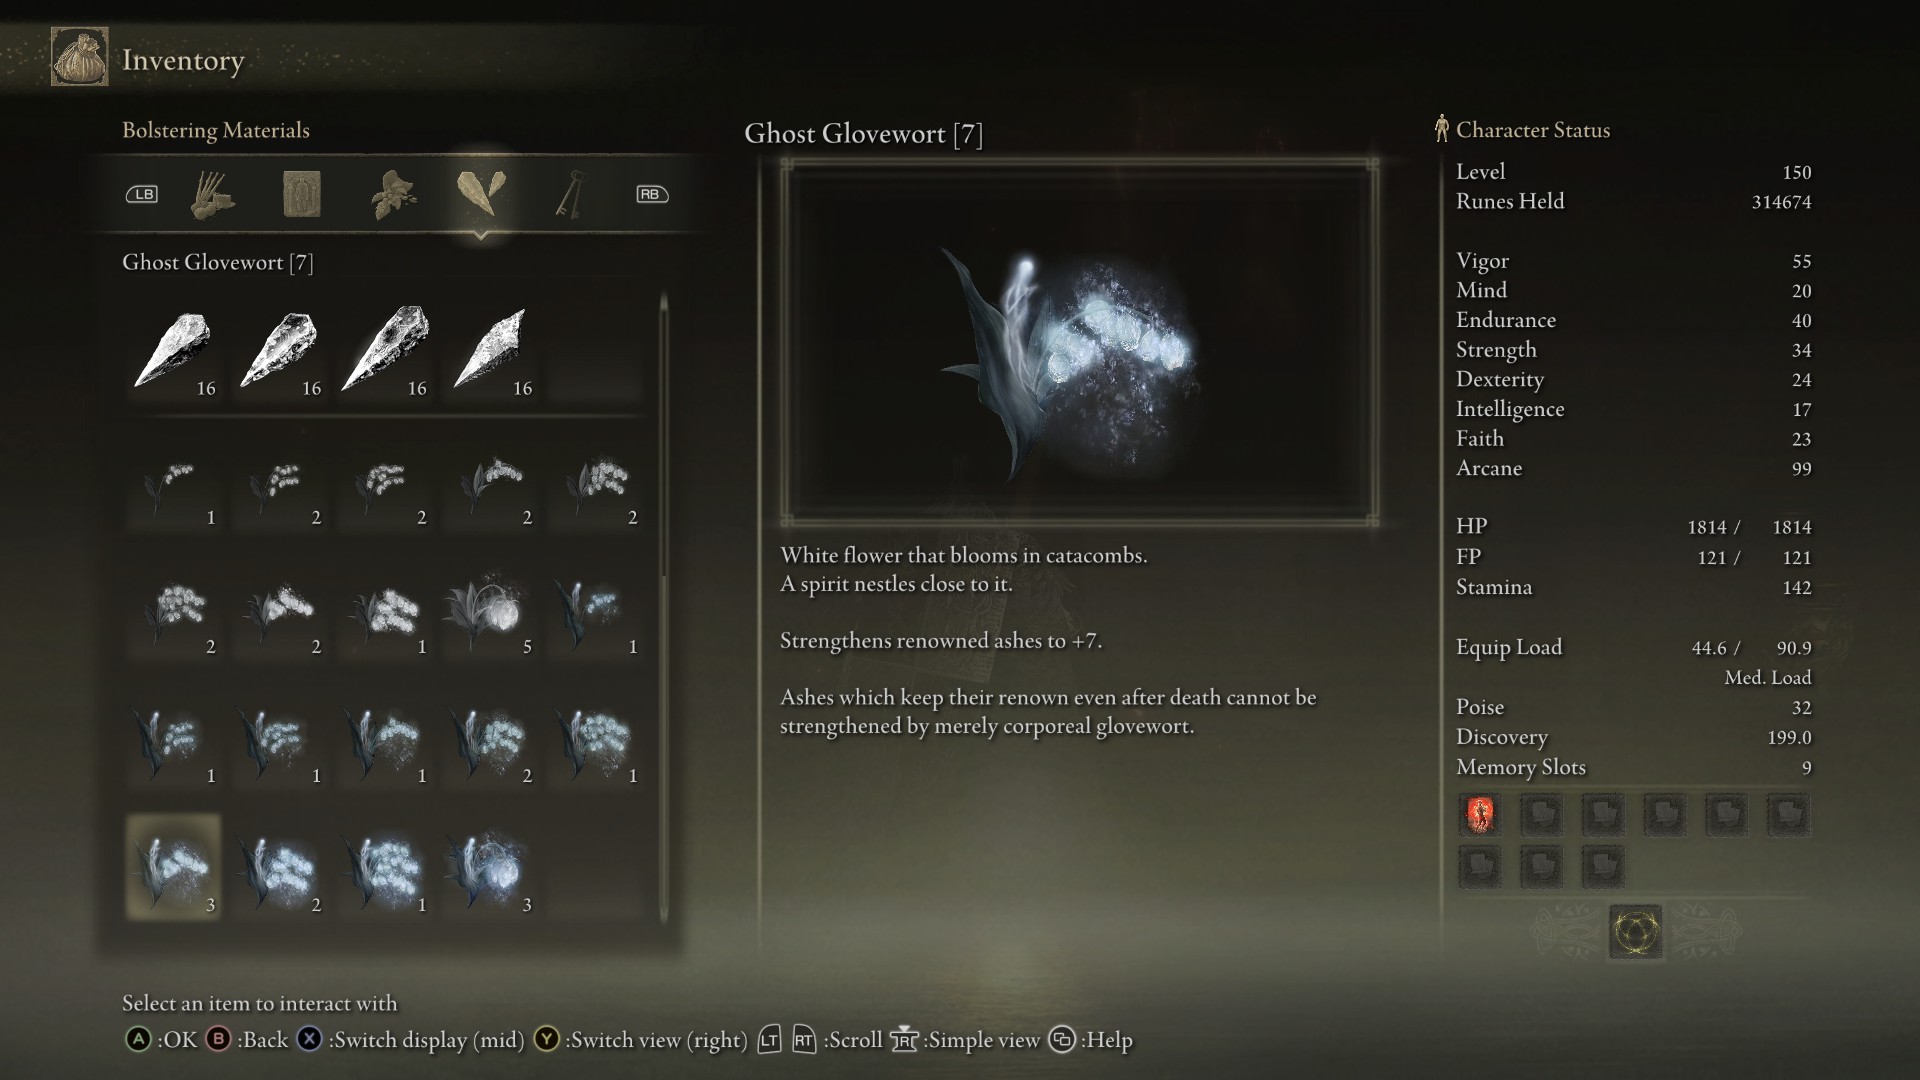 Inventory
Bolstering Materials
LB
RB
Ghost Glovewort [7]
16 16 16 16
1 2 2 2 2
2 2 1 5 1
1 1 1 2 1
3 2 1 3
Ghost Glovewort [7]
White flower that blooms in catacombs.
A spirit nestles close to it.
Strengthens renowned ashes to +7.
Ashes which keep their renown even after death cannot be
strengthened by merely corporeal glovewort.
Character Status
Level 150
Runes Held 314674
Vigor 55
Mind 20
Endurance 40
Strength 34
Dexterity 24
Intelligence 17
Faith 23
Arcane 99
HP 1814 / 1814
FP 121 / 121
Stamina 142
Equip Load 44.6 / 90.9
Med. Load
Poise 32
Discovery 199.0
Memory Slots 9
Select an item to interact with
A :OK B :Back X :Switch display (mid) Y :Switch view (right) LT RT :Scroll R :Simple view :Help